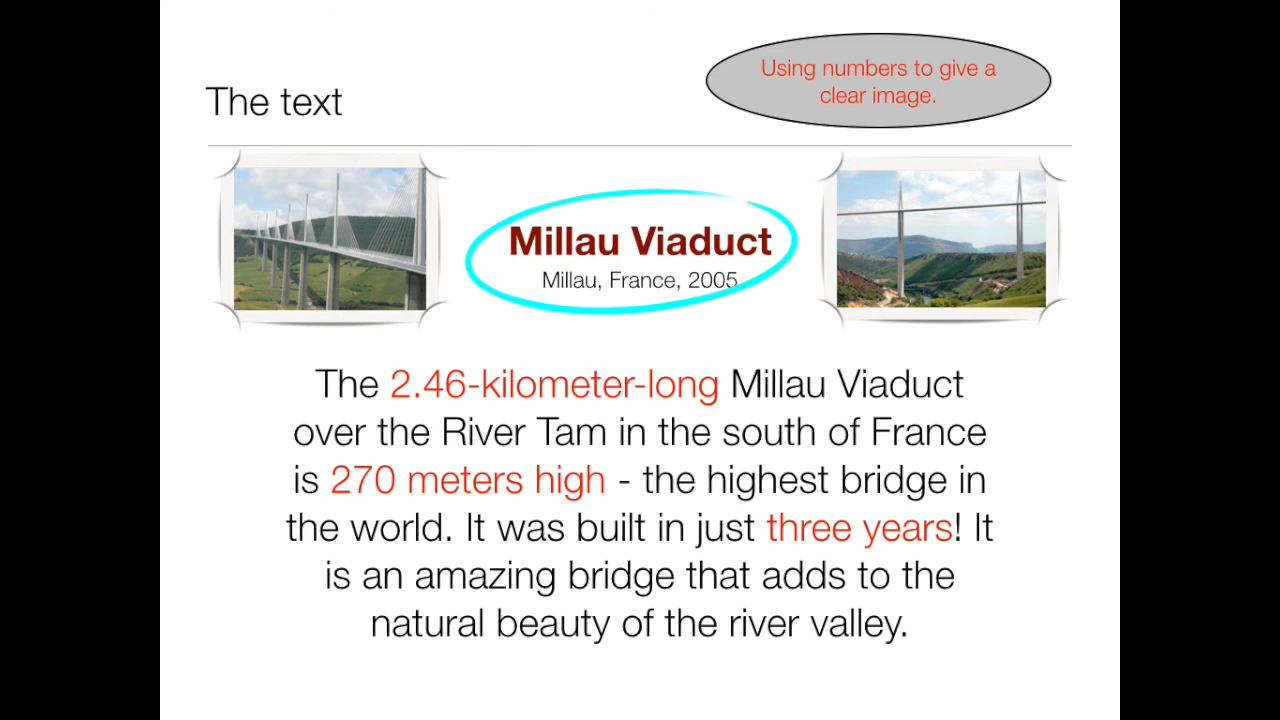 The text
Using numbers to give a
clear image.
Millau Viaduct
Millau, France, 2005
The 2.46-kilometer-long Millau Viaduct
over the River Tam in the south of France
is 270 meters high - the highest bridge in
the world. It was built in just three years! It
is an amazing bridge that adds to the
natural beauty of the river valley.